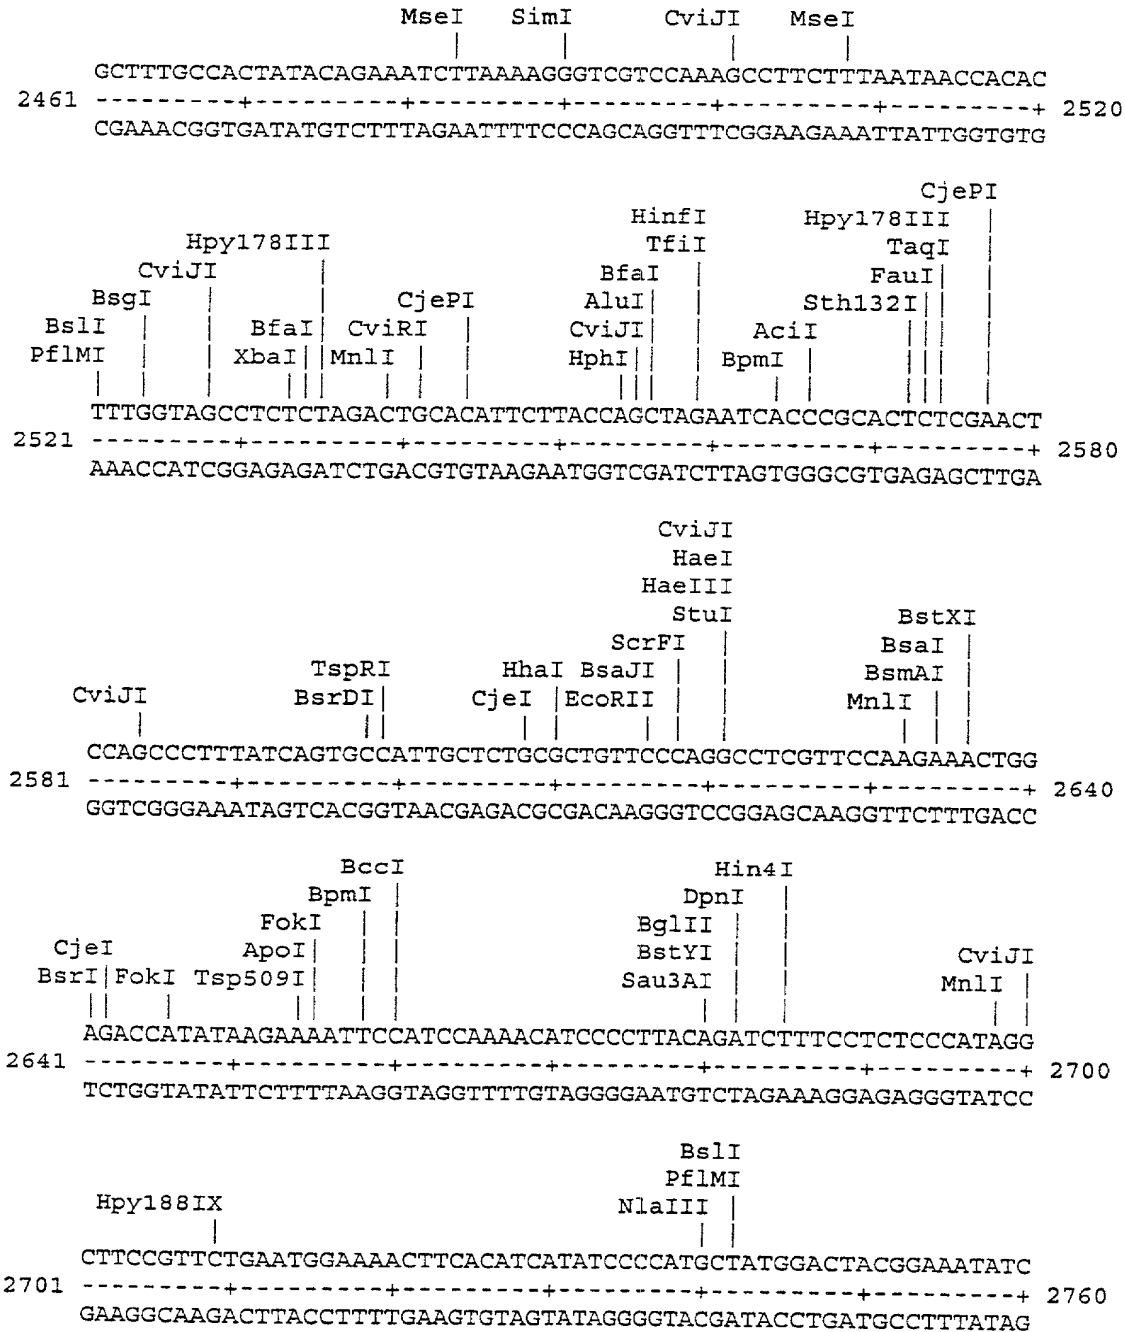 MseI SimI CviJI MseI
GCTTTGCCACTATACAGAAATCTTAAAAGGGTCGTCCAAAGCCTTCTTTAATAACCACAC
2461 ---------+---------+---------+---------+---------+---------+ 2520
CGAAACGGTGATATGTCTTTAGAATTTTCCCAGCAGGTTTCGGAAGAAATTATTGGTGTG
CjePI
HinfI Hpy178III
Hpy178III TfiI TaqI
CviJI BfaI FauI
BsgI CjePI AluI Sth132I
BslI BfaI CviRI CviJI AciI
PflMI XbaI MnlI HphI BpmI
TTTGGTAGCCTCTCTAGACTGCACATTCTTACCAGCTAGAATCACCCGCACTCTCGAACT
2521 ---------+---------+---------+---------+---------+---------+ 2580
AAACCATCGGAGAGATCTGACGTGTAAGAATGGTCGATCTTAGTGGGCGTGAGAGCTTGA
CviJI
HaeI
HaeIII
StuI BstXI
ScrFI BsaI
TspRI HhaI BsaJI BsmAI
CviJI BsrDI CjeI EcoRII MnlI
CCAGCCCTTTATCAGTGCCATTGCTCTGCGCTGTTCCCAGGCCTCGTTCCAAGAAACTGG
2581 ---------+---------+---------+---------+---------+---------+ 2640
GGTCGGGAAATAGTCACGGTAACGAGACGCGACAAGGGTCCGGAGCAAGGTTCTTTGACC
BccI Hin4I
BpmI DpnI
FokI BglII
CjeI ApoI BstYI CviJI
BsrI FokI Tsp509I Sau3AI MnlI
AGACCATATAAGAAAATTCCATCCAAAACATCCCCTTACAGATCTTTCCTCTCCCATAGG
2641 ---------+---------+---------+---------+---------+---------+ 2700
TCTGGTATATTCTTTTAAGGTAGGTTTTGTAGGGGAATGTCTAGAAAGGAGAGGGTATCC
BslI
PflMI
Hpy188IX NlaIII
CTTCCGTTCTGAATGGAAAACTTCACATCATATCCCCATGCTATGGACTACGGAAATATC
2701 ---------+---------+---------+---------+---------+---------+ 2760
GAAGGCAAGACTTACCTTTTGAAGTGTAGTATAGGGGTACGATACCTGATGCCTTTATAG